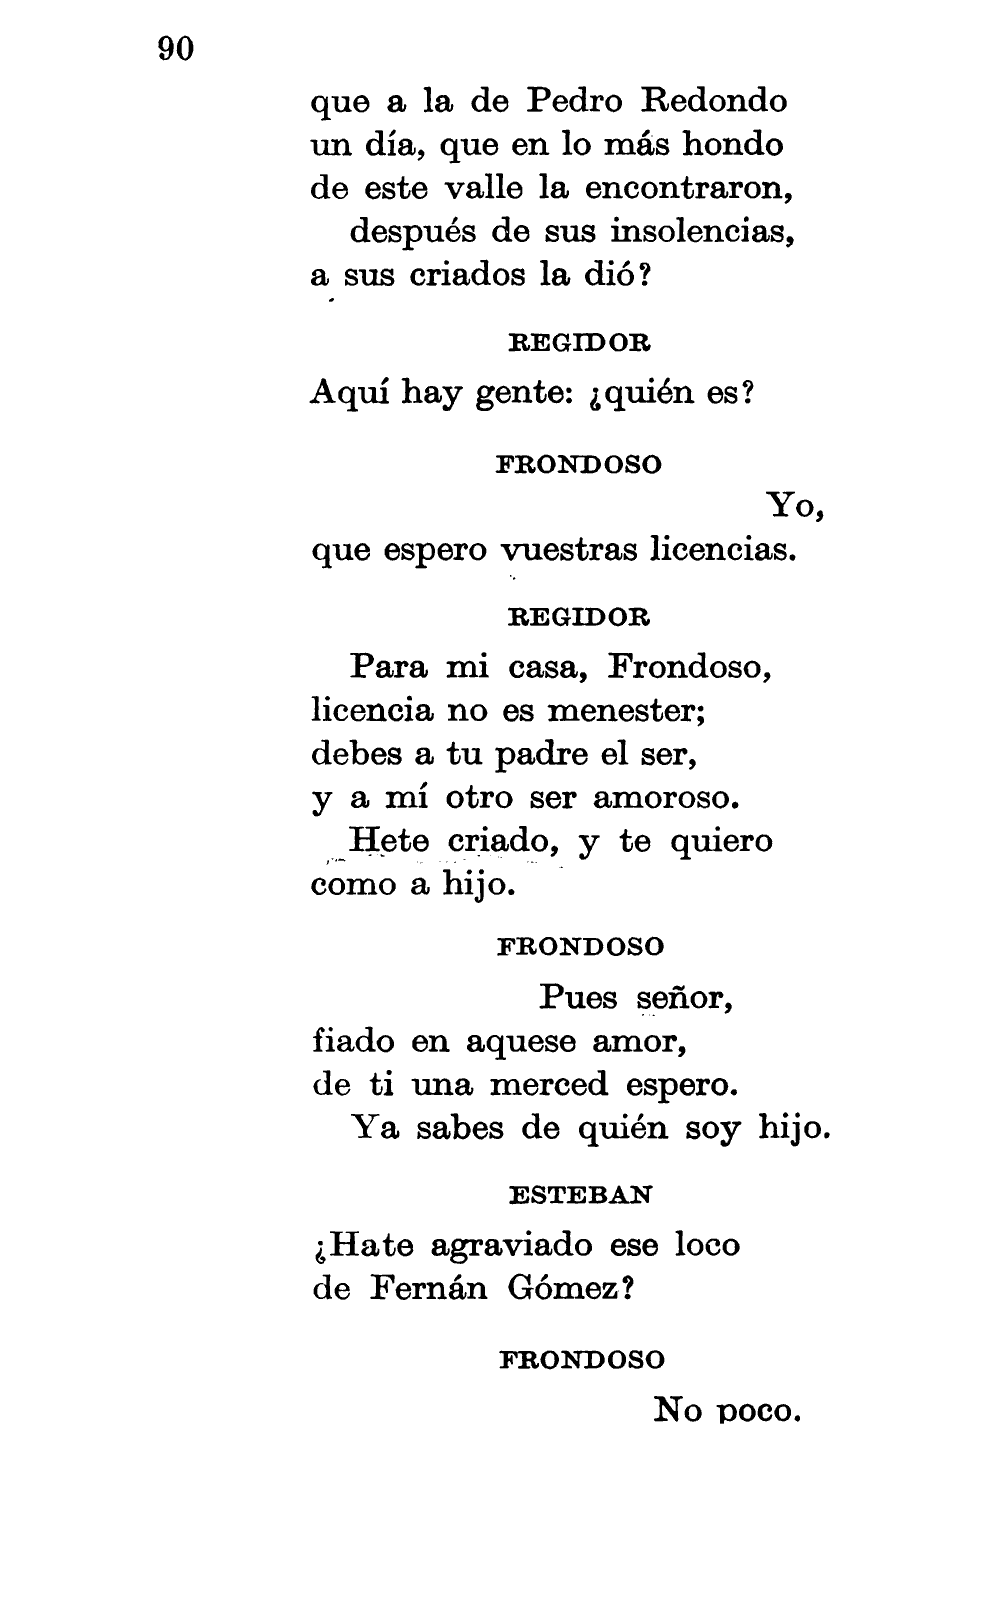 90
que a la de Pedro Redondo
un día, que en lo más hondo
de este valle la encontraron,
después de sus insolencias,
a sus criados la dió?
REGIDOR
Aquí hay gente: ¿quién es?
FRONDOSO
Yo,
que espero vuestras licencias.
REGIDOR
Para mi casa, Frondoso,
licencia no es menester;
debes a tu padre el ser,
y a mí otro ser amoroso.
Hete criado, y te quiero
como a hijo.
FRONDOSO
Pues señor,
fiado en aquese amor,
de ti una merced espero.
Ya sabes de quién soy hijo.
ESTEBAN
¿Hate agraviado ese loco
de Fernán Gómez?
FRONDOSO
No poco.